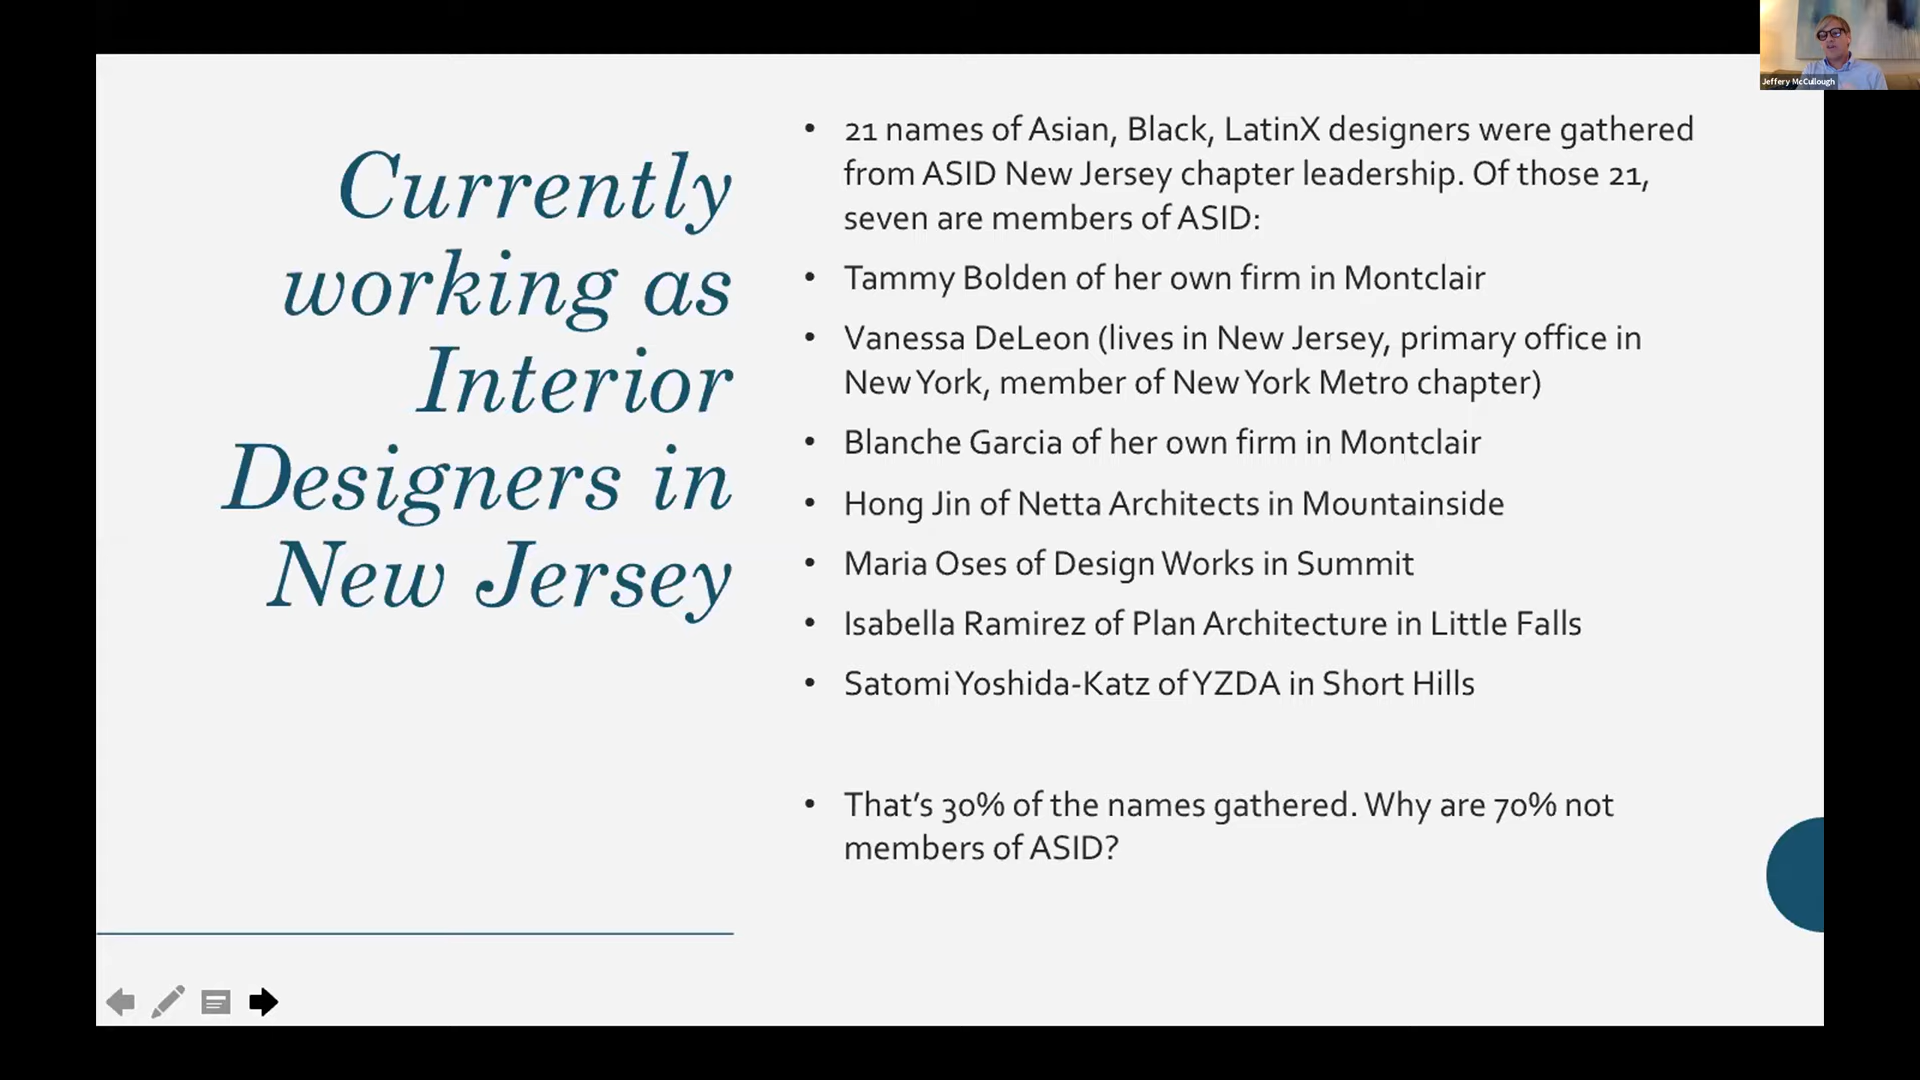 Currently
working as
Interior
Designers in
New Jersey
• 21 names of Asian, Black, LatinX designers were gathered
from ASID New Jersey chapter leadership. Of those 21,
seven are members of ASID:
• Tammy Bolden of her own firm in Montclair
• Vanessa DeLeon (lives in New Jersey, primary office in
New York, member of New York Metro chapter)
• Blanche Garcia of her own firm in Montclair
• Hong Jin of Netta Architects in Mountainside
• Maria Oses of Design Works in Summit
• Isabella Ramirez of Plan Architecture in Little Falls
• Satomi Yoshida-Katz of YZDA in Short Hills
• That’s 30% of the names gathered. Why are 70% not
members of ASID?
Jeffery McCullough